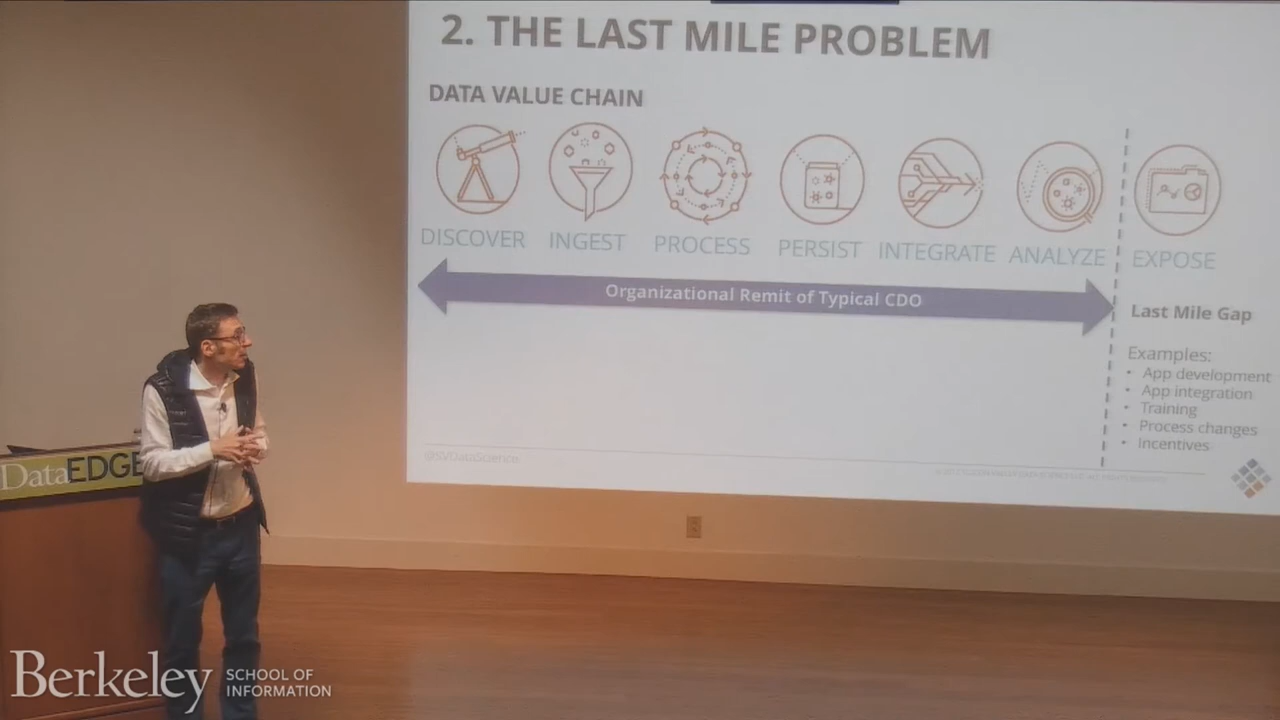 2. THE LAST MILE PROBLEM
DATA VALUE CHAIN
DISCOVER INGEST PROCESS PERSIST INTEGRATE ANALYZE EXPOSE
Organizational Remit of Typical CDO
Last Mile Gap
Examples:
• App development
• App integration
• Training
• Process changes
• Incentives
@SVDataScience
DataEDGE
Berkeley SCHOOL OF
INFORMATION